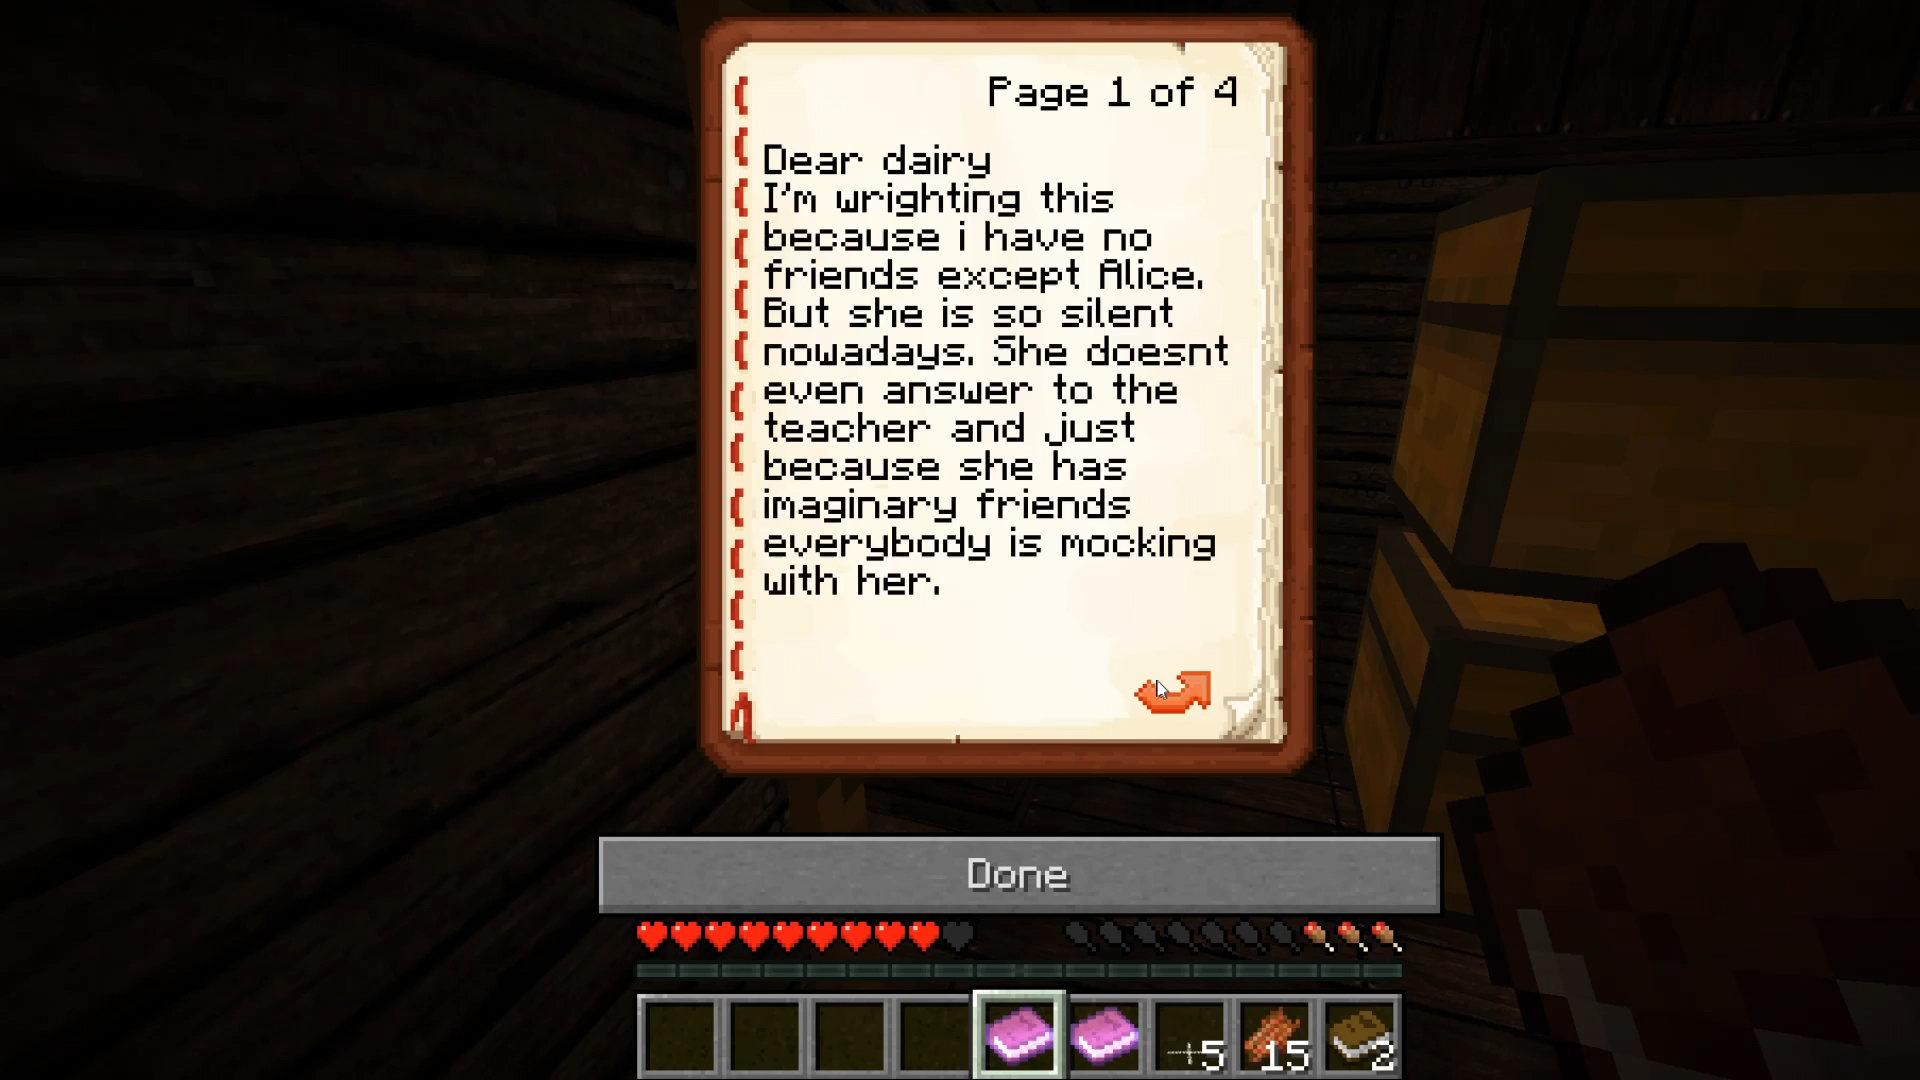 Page 1 of 4
Dear dairy
I'm wrighting this
because i have no
friends except Alice.
But she is so silent
nowadays. She doesnt
even answer to the
teacher and just
because she has
imaginary friends
everybody is mocking
with her.
Done
5 15 2